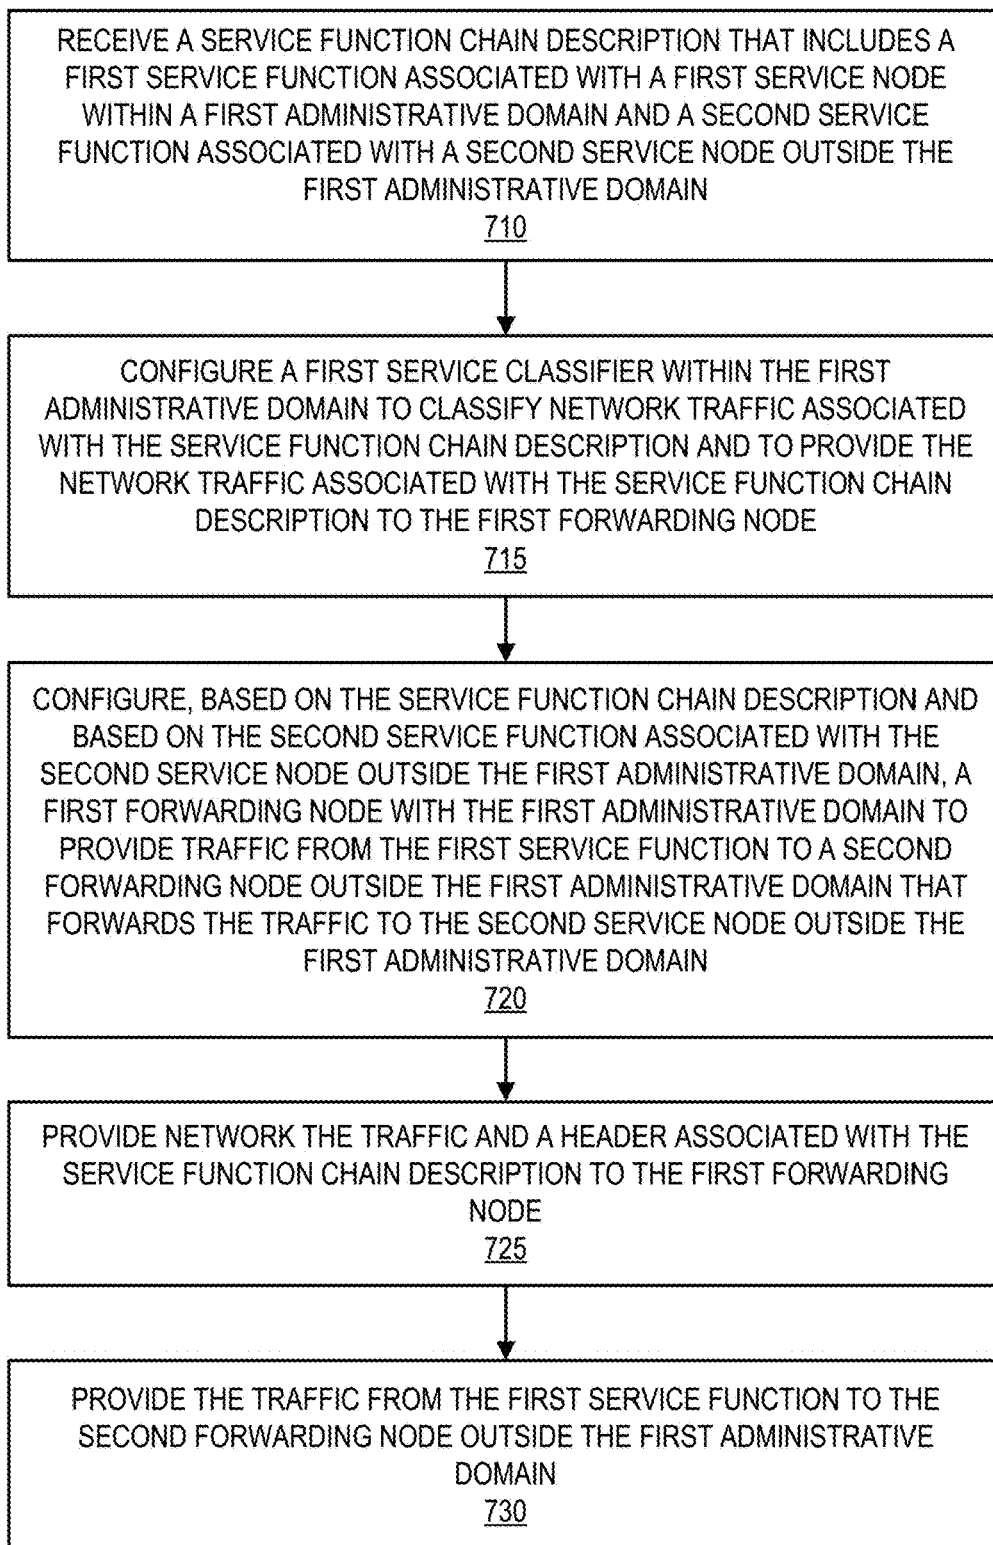 RECEIVE A SERVICE FUNCTION CHAIN DESCRIPTION THAT INCLUDES A
FIRST SERVICE FUNCTION ASSOCIATED WITH A FIRST SERVICE NODE
WITHIN A FIRST ADMINISTRATIVE DOMAIN AND A SECOND SERVICE
FUNCTION ASSOCIATED WITH A SECOND SERVICE NODE OUTSIDE THE
FIRST ADMINISTRATIVE DOMAIN
710
CONFIGURE A FIRST SERVICE CLASSIFIER WITHIN THE FIRST
ADMINISTRATIVE DOMAIN TO CLASSIFY NETWORK TRAFFIC ASSOCIATED
WITH THE SERVICE FUNCTION CHAIN DESCRIPTION AND TO PROVIDE THE
NETWORK TRAFFIC ASSOCIATED WITH THE SERVICE FUNCTION CHAIN
DESCRIPTION TO THE FIRST FORWARDING NODE
715
CONFIGURE, BASED ON THE SERVICE FUNCTION CHAIN DESCRIPTION AND
BASED ON THE SECOND SERVICE FUNCTION ASSOCIATED WITH THE
SECOND SERVICE NODE OUTSIDE THE FIRST ADMINISTRATIVE DOMAIN, A
FIRST FORWARDING NODE WITH THE FIRST ADMINISTRATIVE DOMAIN TO
PROVIDE TRAFFIC FROM THE FIRST SERVICE FUNCTION TO A SECOND
FORWARDING NODE OUTSIDE THE FIRST ADMINISTRATIVE DOMAIN THAT
FORWARDS THE TRAFFIC TO THE SECOND SERVICE NODE OUTSIDE THE
FIRST ADMINISTRATIVE DOMAIN
720
PROVIDE NETWORK THE TRAFFIC AND A HEADER ASSOCIATED WITH THE
SERVICE FUNCTION CHAIN DESCRIPTION TO THE FIRST FORWARDING
NODE
725
PROVIDE THE TRAFFIC FROM THE FIRST SERVICE FUNCTION TO THE
SECOND FORWARDING NODE OUTSIDE THE FIRST ADMINISTRATIVE
DOMAIN
730